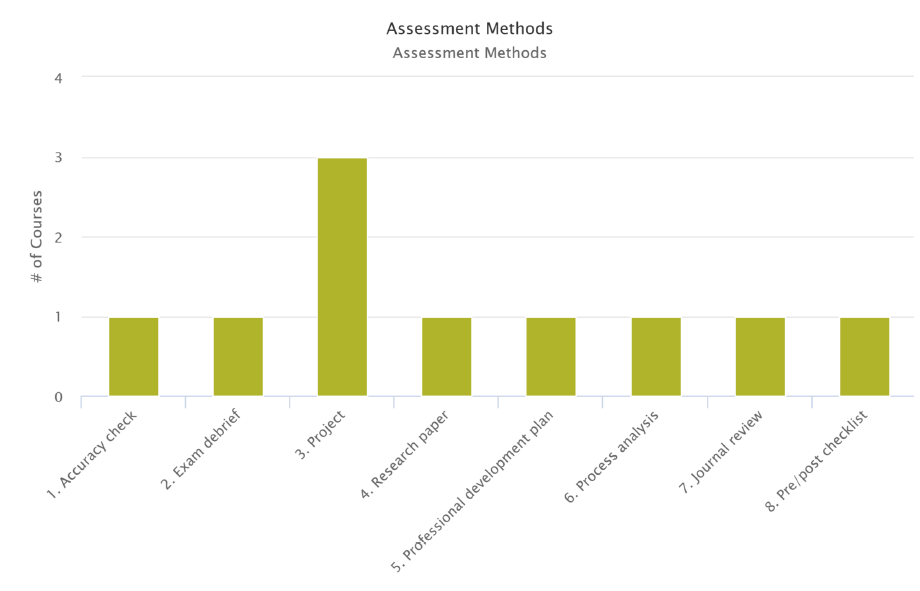 Assessment Methods
Assessment Methods
# of Courses
4
3
2
1
0
1. Accuracy check
2. Exam debrief
3. Project
4. Research paper
5. Professional development plan
6. Process analysis
7. Journal review
8. Pre/post checklist